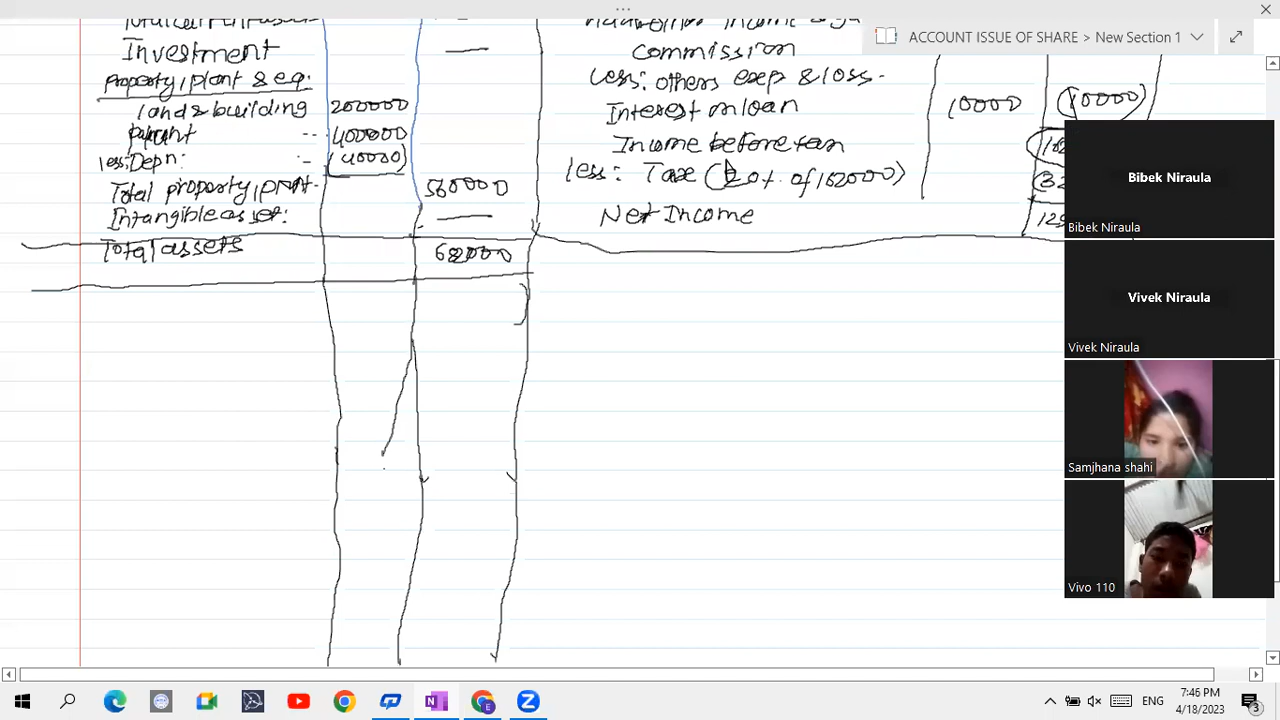 ACCOUNT ISSUE OF SHARE > New Section 1
Investment —
Property, plant & eq:
land & building 200000
plant -- 400000
less: Depn: -- (40000)
Total property, plant. 560000
Intangible asset: —
Total assets 682000
commission
Less: others exp & loss.
Interest on loan 10000 (10000)
Income before tax
less: Tax (20%. of 162000)
Net Income
Bibek Niraula
Bibek Niraula
Vivek Niraula
Vivek Niraula
Samjhana shahi
Vivo 110
ENG
7:46 PM
4/18/2023
3